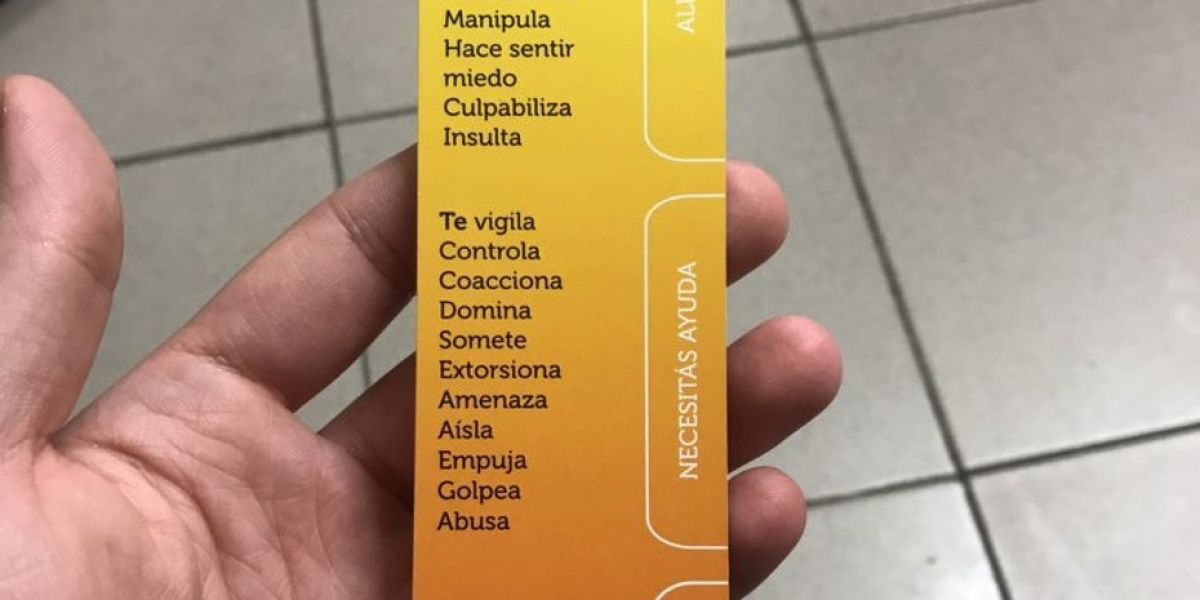 Manipula
Hace sentir
miedo
Culpabiliza
Insulta
Te vigila
Controla
Coacciona
Domina
Somete
Extorsiona
Amenaza
Aísla
Empuja
Golpea
Abusa
NECESITÁS AYUDA